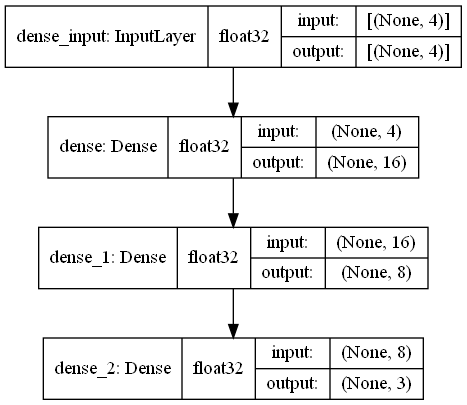 dense_input: InputLayer float32 input: [(None, 4)]
output: [(None, 4)]
dense: Dense float32 input: (None, 4)
output: (None, 16)
dense_1: Dense float32 input: (None, 16)
output: (None, 8)
dense_2: Dense float32 input: (None, 8)
output: (None, 3)